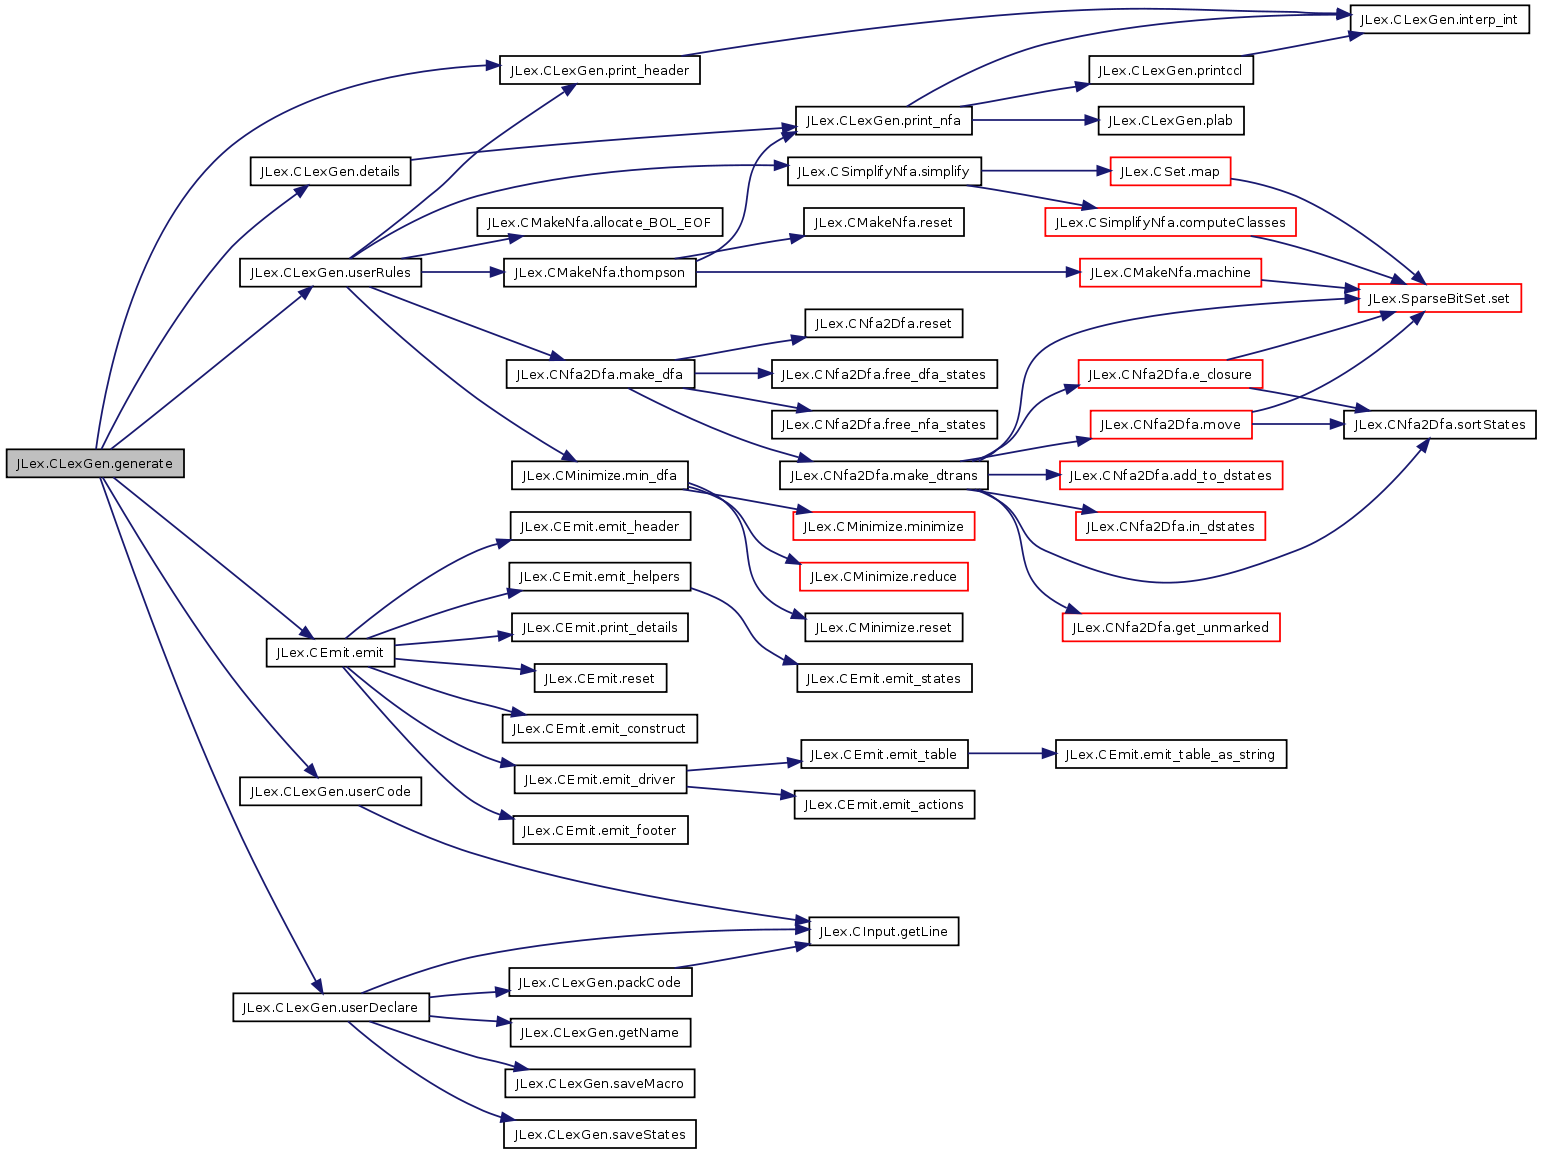 JLex.CLexGen.interp_int
JLex.CLexGen.print_header
JLex.CLexGen.printccl
JLex.CLexGen.print_nfa
JLex.CLexGen.plab
JLex.CLexGen.details
JLex.CSimplifyNfa.simplify
JLex.CSet.map
JLex.CMakeNfa.allocate_BOL_EOF
JLex.CMakeNfa.reset
JLex.CSimplifyNfa.computeClasses
JLex.CLexGen.userRules
JLex.CMakeNfa.thompson
JLex.CMakeNfa.machine
JLex.SparseBitSet.set
JLex.CNfa2Dfa.reset
JLex.CNfa2Dfa.make_dfa
JLex.CNfa2Dfa.free_dfa_states
JLex.CNfa2Dfa.e_closure
JLex.CNfa2Dfa.free_nfa_states
JLex.CNfa2Dfa.move
JLex.CNfa2Dfa.sortStates
JLex.CLexGen.generate
JLex.CMinimize.min_dfa
JLex.CNfa2Dfa.make_dtrans
JLex.CNfa2Dfa.add_to_dstates
JLex.CEmit.emit_header
JLex.CMinimize.minimize
JLex.CNfa2Dfa.in_dstates
JLex.CEmit.emit_helpers
JLex.CMinimize.reduce
JLex.CEmit.print_details
JLex.CMinimize.reset
JLex.CNfa2Dfa.get_unmarked
JLex.CEmit.emit
JLex.CEmit.reset
JLex.CEmit.emit_states
JLex.CEmit.emit_construct
JLex.CEmit.emit_table
JLex.CEmit.emit_table_as_string
JLex.CLexGen.userCode
JLex.CEmit.emit_driver
JLex.CEmit.emit_actions
JLex.CEmit.emit_footer
JLex.CInput.getLine
JLex.CLexGen.packCode
JLex.CLexGen.userDeclare
JLex.CLexGen.getName
JLex.CLexGen.saveMacro
JLex.CLexGen.saveStates